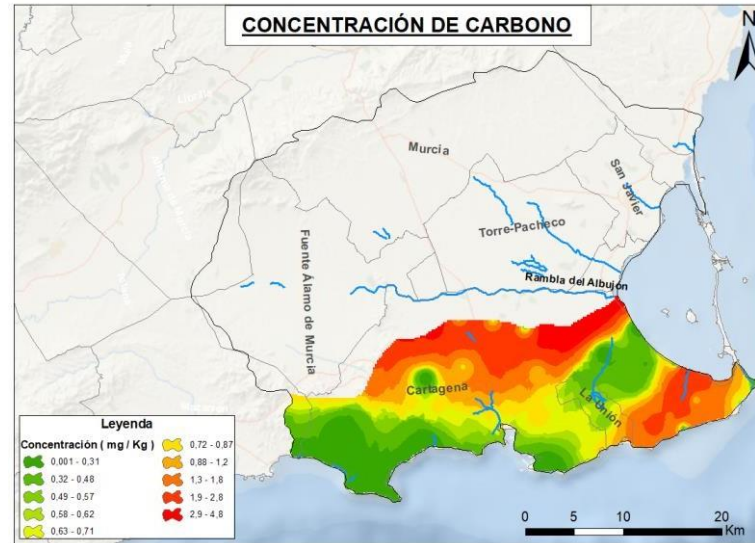 CONCENTRACIÓN DE CARBONO
N
Murcia
San Javier
Torre-Pacheco
Fuente Álamo de Murcia
Rambla del Albujón
Cartagena
La Unión
Leyenda
Concentración ( mg / Kg )
0,001 - 0,31
0,32 - 0,48
0,49 - 0,57
0,58 - 0,62
0,63 - 0,71
0,72 - 0,87
0,88 - 1,2
1,3 - 1,8
1,9 - 2,8
2,9 - 4,8
0 5 10 20
Km